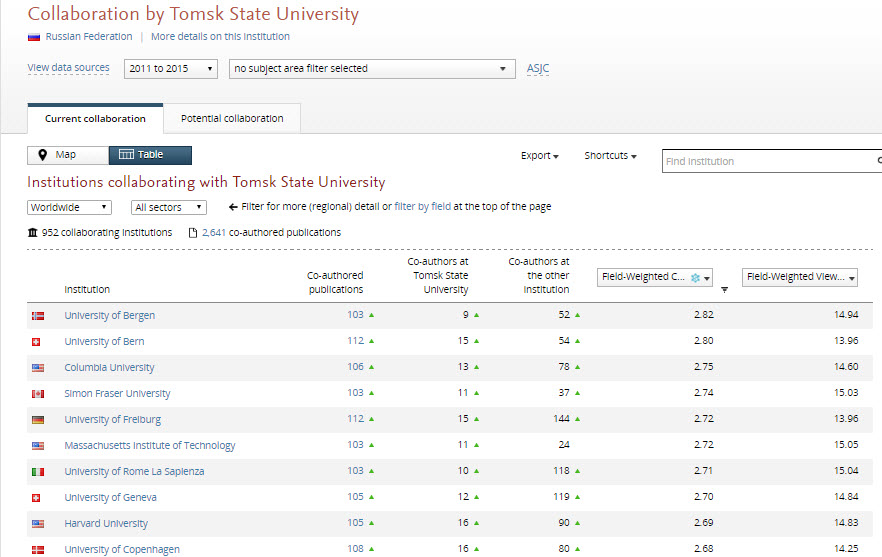 Collaboration by Tomsk State University
Russian Federation | More details on this institution
View data sources 2011 to 2015 no subject area filter selected ASJC
Current collaboration Potential collaboration
Map Table Export Shortcuts Find institution
Institutions collaborating with Tomsk State University
Worldwide All sectors Filter for more (regional) detail or filter by field at the top of the page
952 collaborating institutions 2,641 co-authored publications
Institution Co-authored publications Co-authors at Tomsk State University Co-authors at the other institution Field-Weighted C... Field-Weighted View...
University of Bergen 103 9 52 2.82 14.94
University of Bern 112 15 54 2.80 13.96
Columbia University 106 13 78 2.75 14.60
Simon Fraser University 103 11 37 2.74 15.03
University of Freiburg 112 15 144 2.72 13.96
Massachusetts Institute of Technology 103 11 24 2.72 15.05
University of Rome La Sapienza 103 10 118 2.71 15.04
University of Geneva 105 12 119 2.70 14.84
Harvard University 105 16 90 2.69 14.83
University of Copenhagen 108 16 80 2.68 14.25